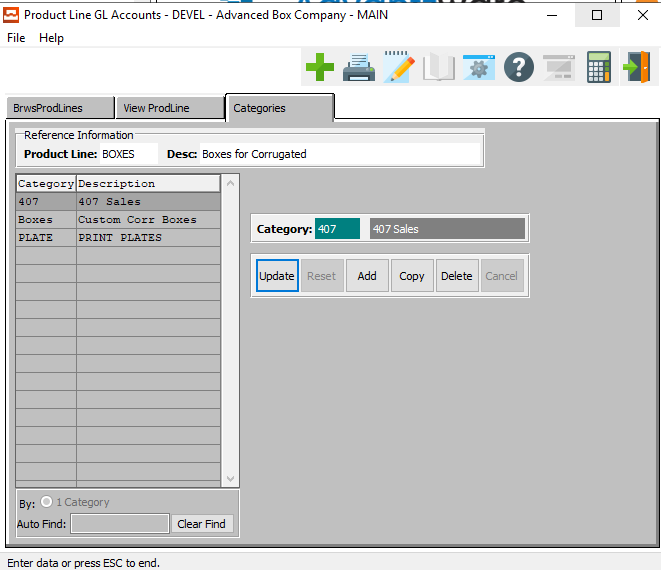 Product Line GL Accounts - DEVEL - Advanced Box Company - MAIN
File Help
BrwsProdLines View ProdLine Categories
Reference Information
Product Line: BOXES Desc: Boxes for Corrugated
Category Description
407 407 Sales
Boxes Custom Corr Boxes
PLATE PRINT PLATES
Category: 407 407 Sales
Update Reset Add Copy Delete Cancel
By: 1 Category
Auto Find: Clear Find
Enter data or press ESC to end.